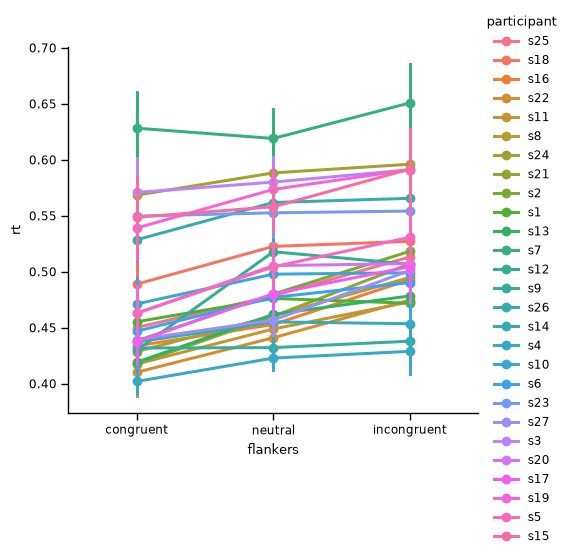 participant
s25
s18
s16
s22
s11
s8
s24
s21
s2
s1
s13
s7
s12
s9
s26
s14
s4
s10
s6
s23
s27
s3
s20
s17
s19
s5
s15
0.70
0.65
0.60
0.55
0.50
0.45
0.40
rt
congruent neutral incongruent
flankers